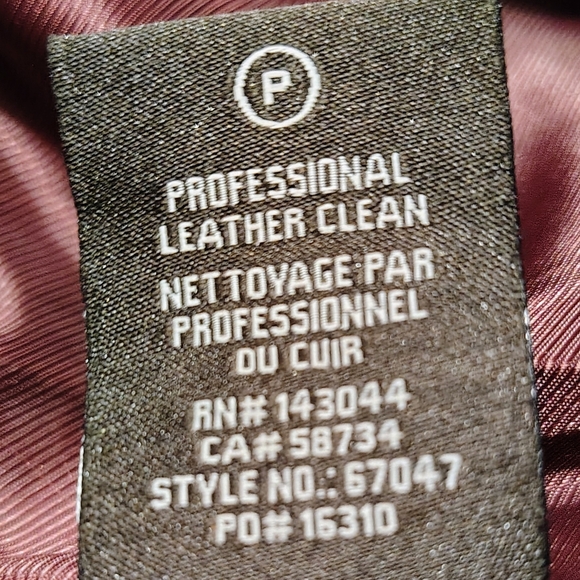 P
PROFESSIONAL
LEATHER CLEAN
NETTOYAGE PAR
PROFESSIONNEL
DU CUIR
RN# 143044
CA# 58734
STYLE NO.: 67047
PO# 16310